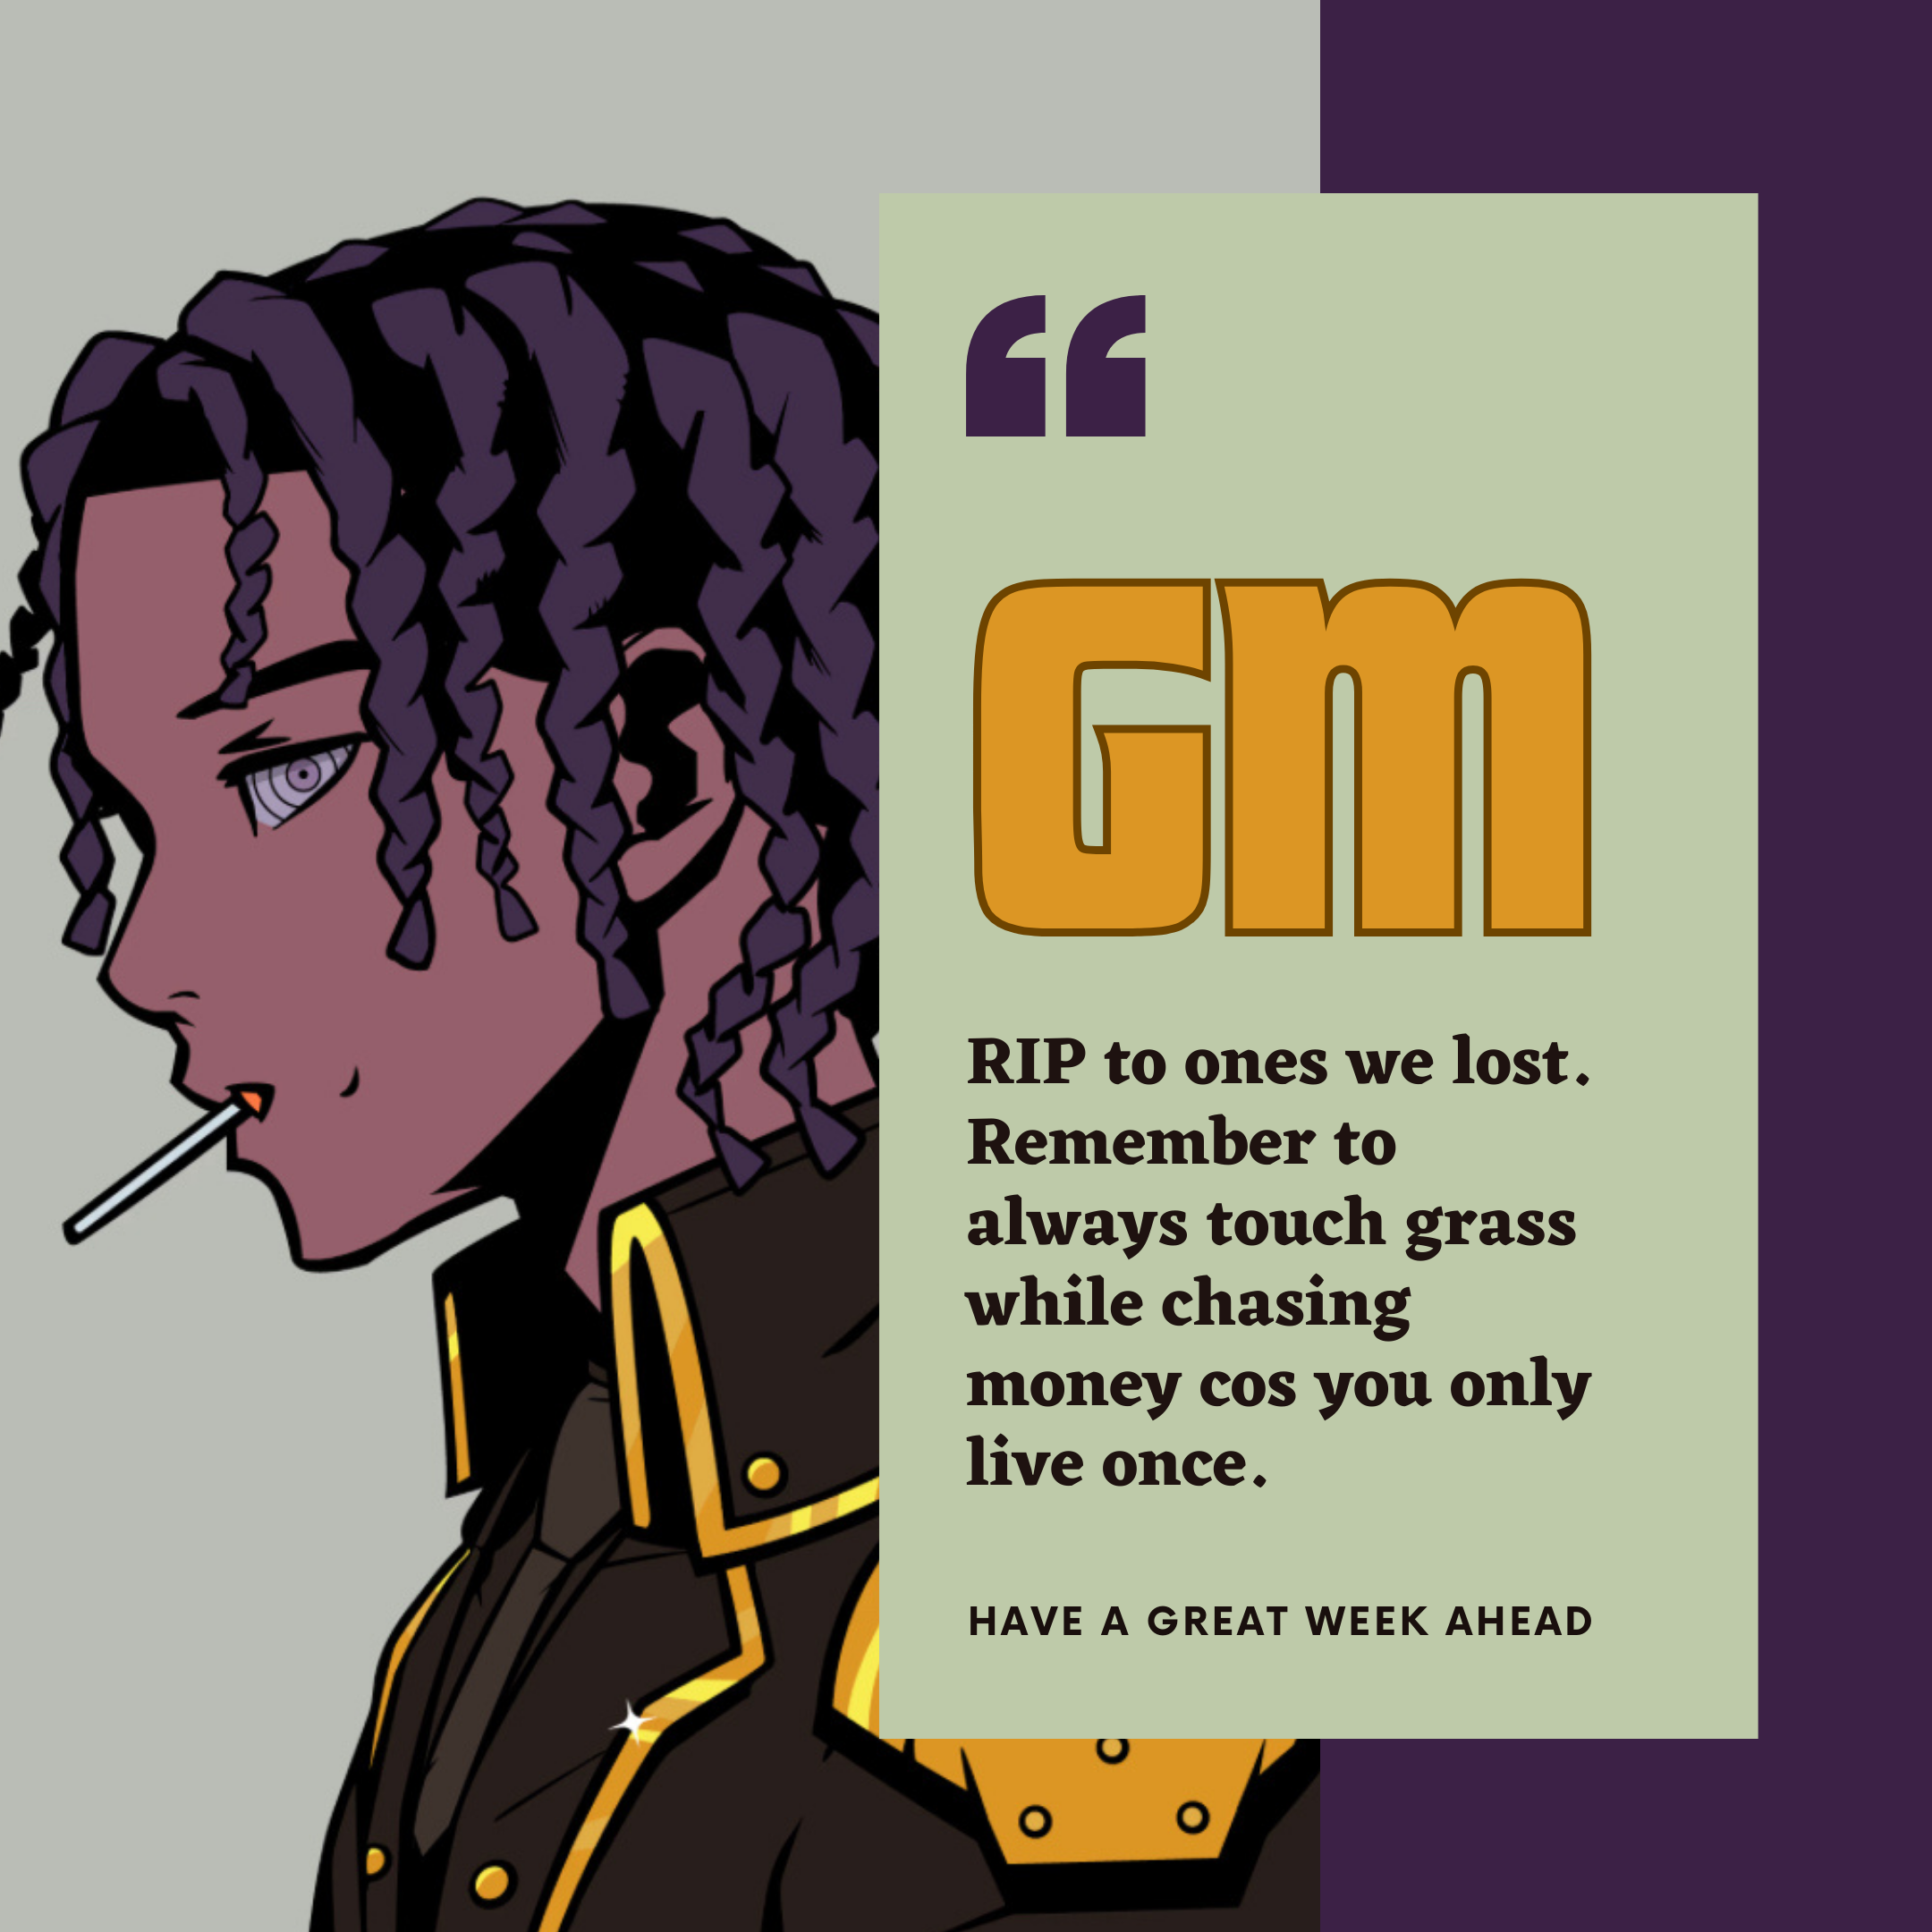 “
GM
RIP to ones we lost.
Remember to
always touch grass
while chasing
money cos you only
live once.
HAVE A GREAT WEEK AHEAD